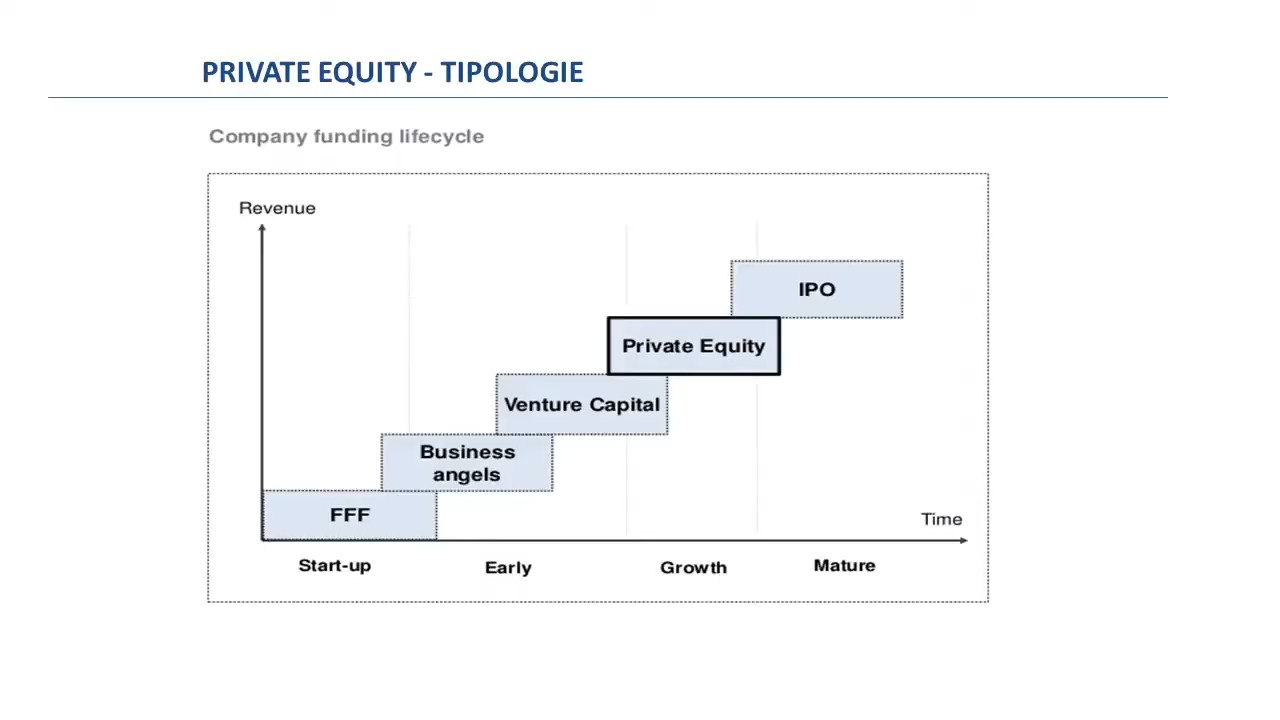 PRIVATE EQUITY - TIPOLOGIE
Company funding lifecycle
Revenue
IPO
Private Equity
Venture Capital
Business
angels
FFF
Time
Start-up
Early
Growth
Mature